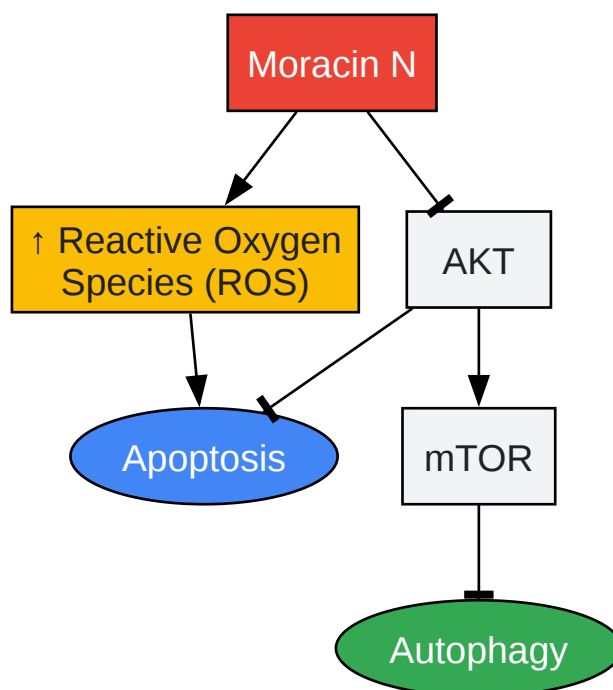 Moracin N
↑ Reactive Oxygen
Species (ROS)
AKT
Apoptosis
mTOR
Autophagy